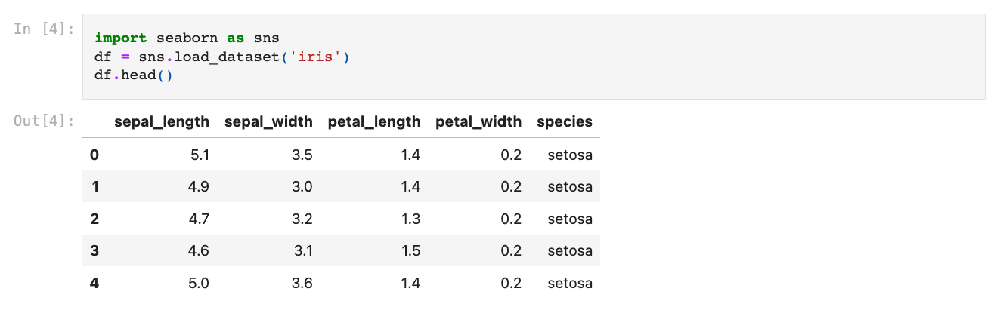 In [4]:
import seaborn as sns
df = sns.load_dataset('iris')
df.head()
Out[4]:
sepal_length sepal_width petal_length petal_width species
0 5.1 3.5 1.4 0.2 setosa
1 4.9 3.0 1.4 0.2 setosa
2 4.7 3.2 1.3 0.2 setosa
3 4.6 3.1 1.5 0.2 setosa
4 5.0 3.6 1.4 0.2 setosa